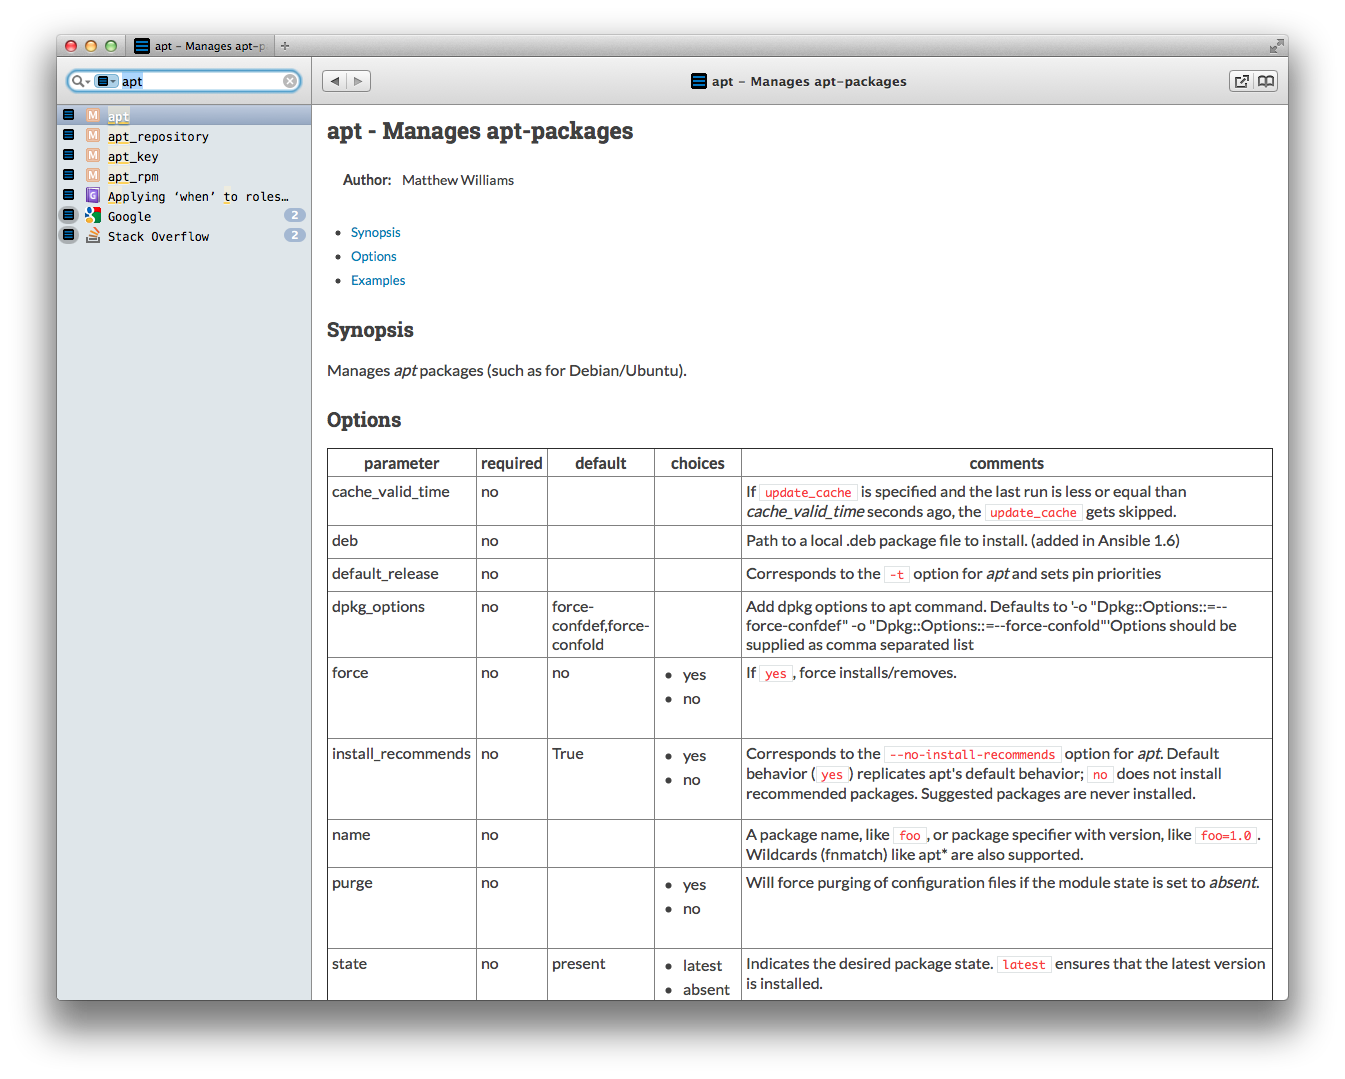 apt - Manages apt-p
apt
apt - Manages apt-packages
apt
apt_repository
apt_key
apt_rpm
Applying ‘when’ to roles…
Google 2
Stack Overflow 2
apt - Manages apt-packages
Author: Matthew Williams
Synopsis
Options
Examples
Synopsis
Manages apt packages (such as for Debian/Ubuntu).
Options
parameter required default choices comments
cache_valid_time no If update_cache is specified and the last run is less or equal than
cache_valid_time seconds ago, the update_cache gets skipped.
deb no Path to a local .deb package file to install. (added in Ansible 1.6)
default_release no Corresponds to the -t option for apt and sets pin priorities
dpkg_options no force- Add dpkg options to apt command. Defaults to '-o "Dpkg::Options::=--
confdef,force- force-confdef" -o "Dpkg::Options::=--force-confold"'Options should be
confold supplied as comma separated list
force no no yes If yes, force installs/removes.
no
install_recommends no True yes Corresponds to the --no-install-recommends option for apt. Default
no behavior (yes) replicates apt's default behavior; no does not install
recommended packages. Suggested packages are never installed.
name no A package name, like foo, or package specifier with version, like foo=1.0.
Wildcards (fnmatch) like apt* are also supported.
purge no yes Will force purging of configuration files if the module state is set to absent.
no
state no present latest Indicates the desired package state. latest ensures that the latest version
absent is installed.